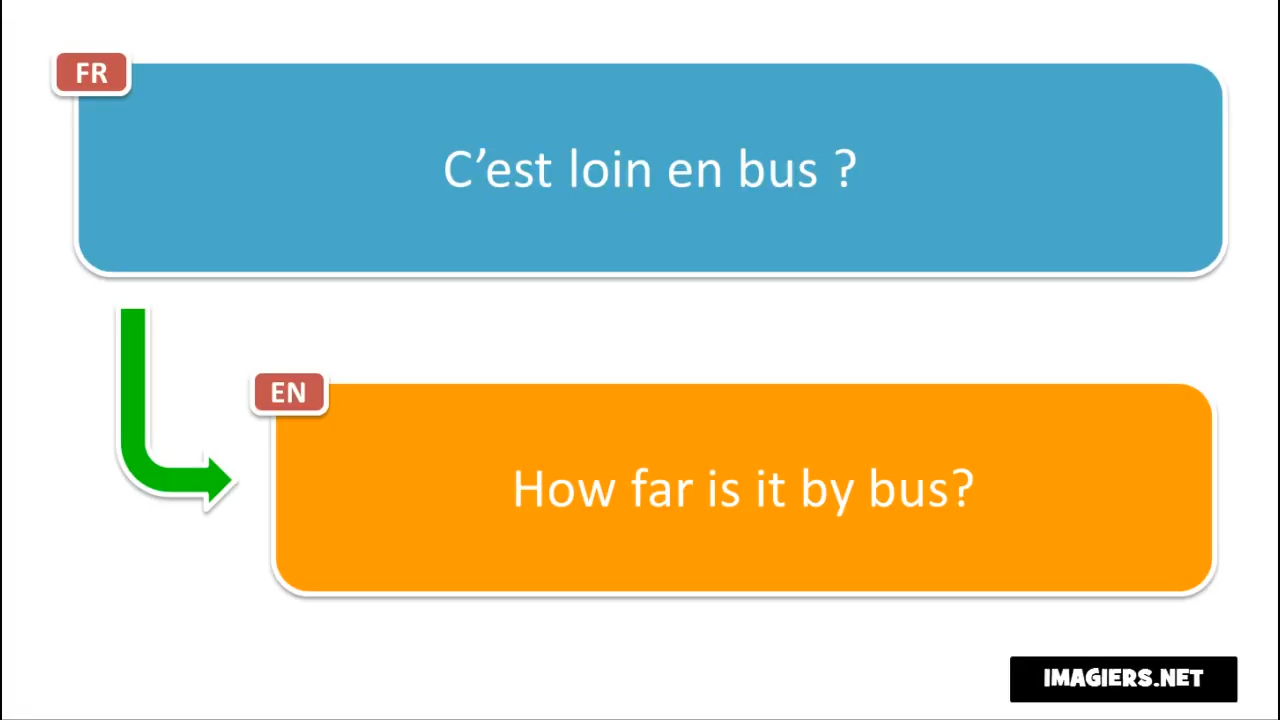 FR
C’est loin en bus ?
EN
How far is it by bus?
IMAGIERS.NET